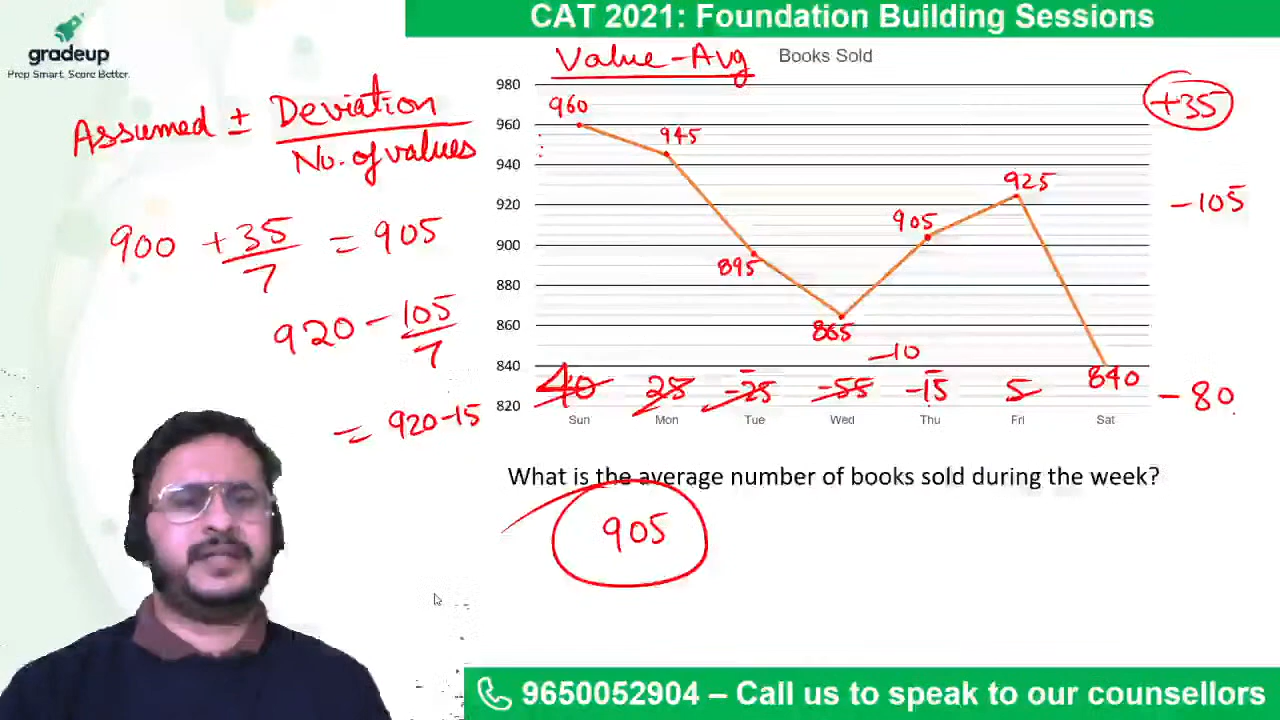 CAT 2021: Foundation Building Sessions
gradeup
Prep Smart. Score Better.
Value - Avg
Books Sold
Assumed ± Deviation
No. of values
900 + 35/7 = 905
920 - 105/7
= 920-15
980
960
940
920
900
880
860
840
820
960
945
895
865
905
925
840
+35
-105
-80
-10
40 25 -25 -55 -15 5
Sun Mon Tue Wed Thu Fri Sat
What is the average number of books sold during the week?
905
9650052904 – Call us to speak to our counsellors